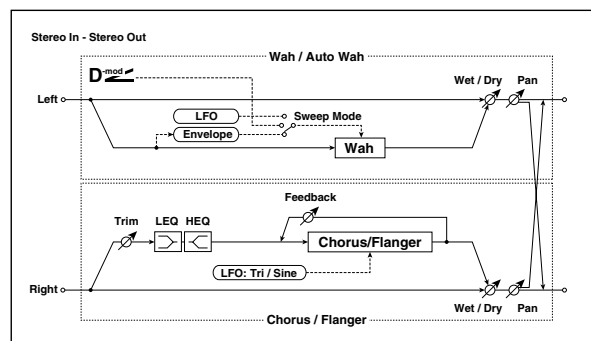 Stereo In - Stereo Out
Wah / Auto Wah
D-mod
Wet / Dry
Pan
Left
LFO
Sweep Mode
Envelope
Wah
Feedback
Trim
LEQ
HEQ
Chorus/Flanger
LFO: Tri / Sine
Right
Wet / Dry
Pan
Chorus / Flanger